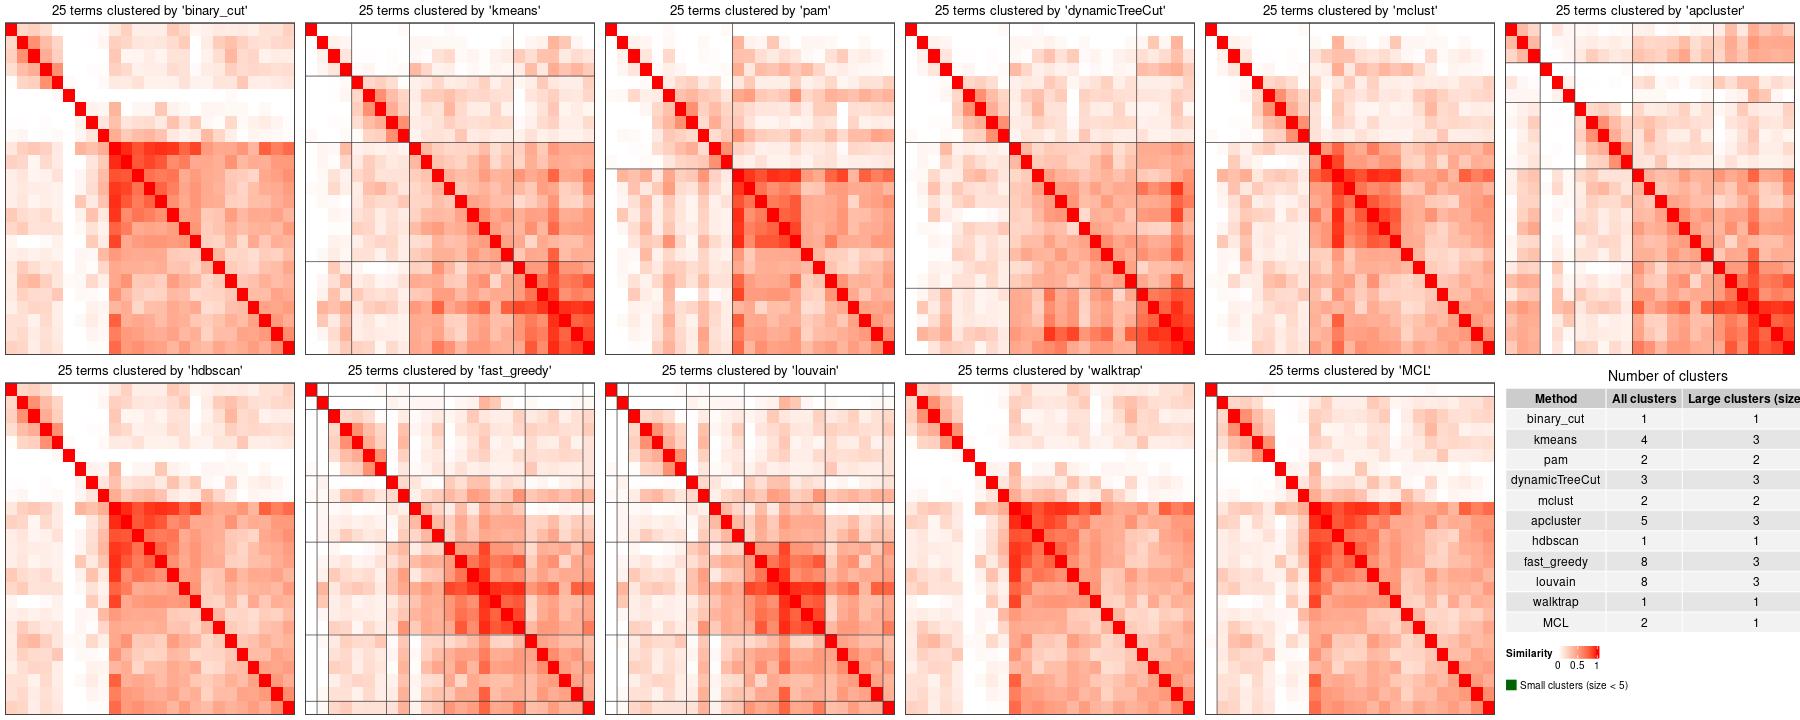 25 terms clustered by 'binary_cut'
25 terms clustered by 'kmeans'
25 terms clustered by 'pam'
25 terms clustered by 'dynamicTreeCut'
25 terms clustered by 'mclust'
25 terms clustered by 'apcluster'
25 terms clustered by 'hdbscan'
25 terms clustered by 'fast_greedy'
25 terms clustered by 'louvain'
25 terms clustered by 'walktrap'
25 terms clustered by 'MCL'
Number of clusters
Method All clusters Large clusters (size
binary_cut 1 1
kmeans 4 3
pam 2 2
dynamicTreeCut 3 3
mclust 2 2
apcluster 5 3
hdbscan 1 1
fast_greedy 8 3
louvain 8 3
walktrap 1 1
MCL 2 1
Similarity
0 0.5 1
Small clusters (size < 5)